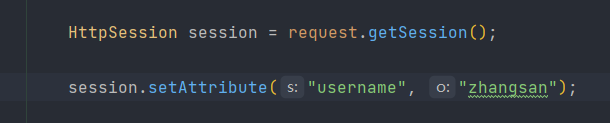 HttpSession session = request.getSession();
session.setAttribute( s: "username", o: "zhangsan");